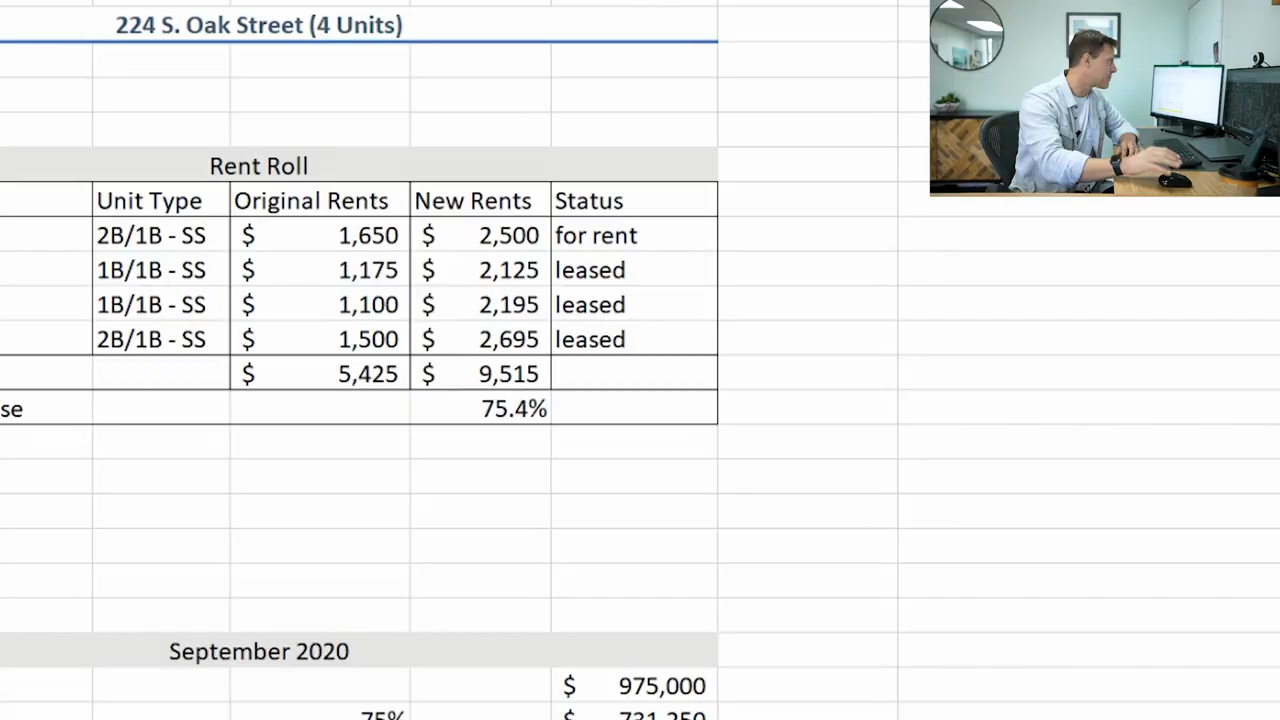 224 S. Oak Street (4 Units)
Rent Roll
Unit Type Original Rents New Rents Status
2B/1B - SS $ 1,650 $ 2,500 for rent
1B/1B - SS $ 1,175 $ 2,125 leased
1B/1B - SS $ 1,100 $ 2,195 leased
2B/1B - SS $ 1,500 $ 2,695 leased
$ 5,425 $ 9,515
se 75.4%
September 2020
$ 975,000
75% $ 731,250